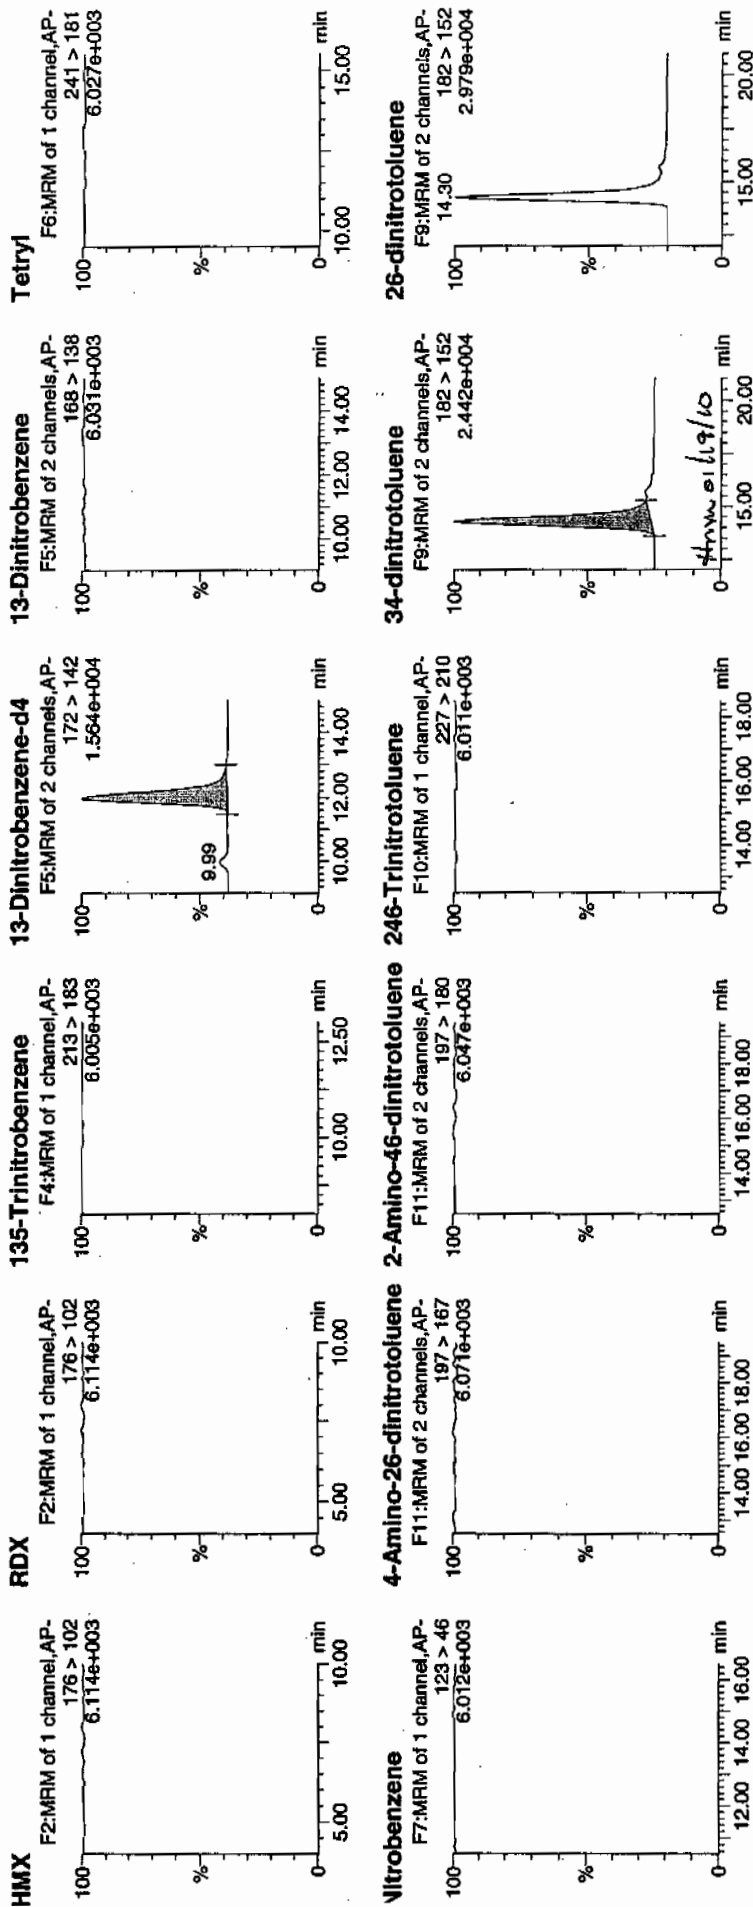 HMX
F2:MRM of 1 channel,AP-
176 > 102
6.114e+003
100
%
0
5.00 10.00 min
RDX
F2:MRM of 1 channel,AP-
176 > 102
6.114e+003
100
%
0
5.00 10.00 min
135-Trinitrobenzene
F4:MRM of 1 channel,AP-
213 > 183
6.005e+003
100
%
0
10.00 12.50 min
13-Dinitrobenzene-d4
F5:MRM of 2 channels,AP-
172 > 142
1.564e+004
100
9.99
%
0
10.00 12.00 14.00 min
13-Dinitrobenzene
F5:MRM of 2 channels,AP-
168 > 138
6.031e+003
100
%
0
10.00 12.00 14.00 min
Tetryl
F6:MRM of 1 channel,AP-
241 > 181
6.027e+003
100
%
0
10.00 15.00 min
Nitrobenzene
F7:MRM of 1 channel,AP-
123 > 46
6.012e+003
100
%
0
12.00 14.00 16.00 min
4-Amino-26-dinitrotoluene
F11:MRM of 2 channels,AP-
197 > 167
6.071e+003
100
%
0
14.00 16.00 18.00 min
2-Amino-46-dinitrotoluene
F11:MRM of 2 channels,AP-
197 > 180
6.047e+003
100
%
0
14.00 16.00 18.00 min
246-Trinitrotoluene
F10:MRM of 1 channel,AP-
227 > 210
6.011e+003
100
%
0
14.00 16.00 18.00 min
34-dinitrotoluene
F9:MRM of 2 channels,AP-
182 > 152
2.442e+004
100
%
01/19/10
0
15.00 20.00 min
26-dinitrotoluene
F9:MRM of 2 channels,AP-
14.30 182 > 152
2.979e+004
100
%
0
15.00 20.00 min